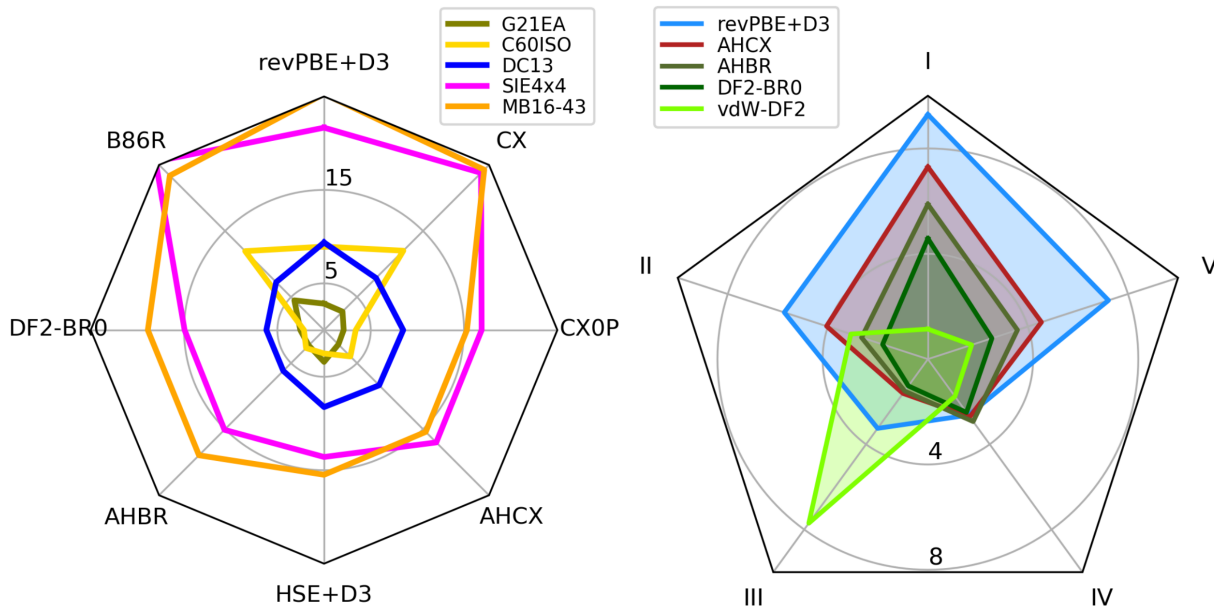 G21EA
C60ISO
DC13
SIE4x4
MB16-43
revPBE+D3
B86R
CX
15
5
DF2-BR0
CX0P
AHBR
AHCX
HSE+D3
revPBE+D3
AHCX
AHBR
DF2-BR0
vdW-DF2
I
II
V
4
8
III
IV